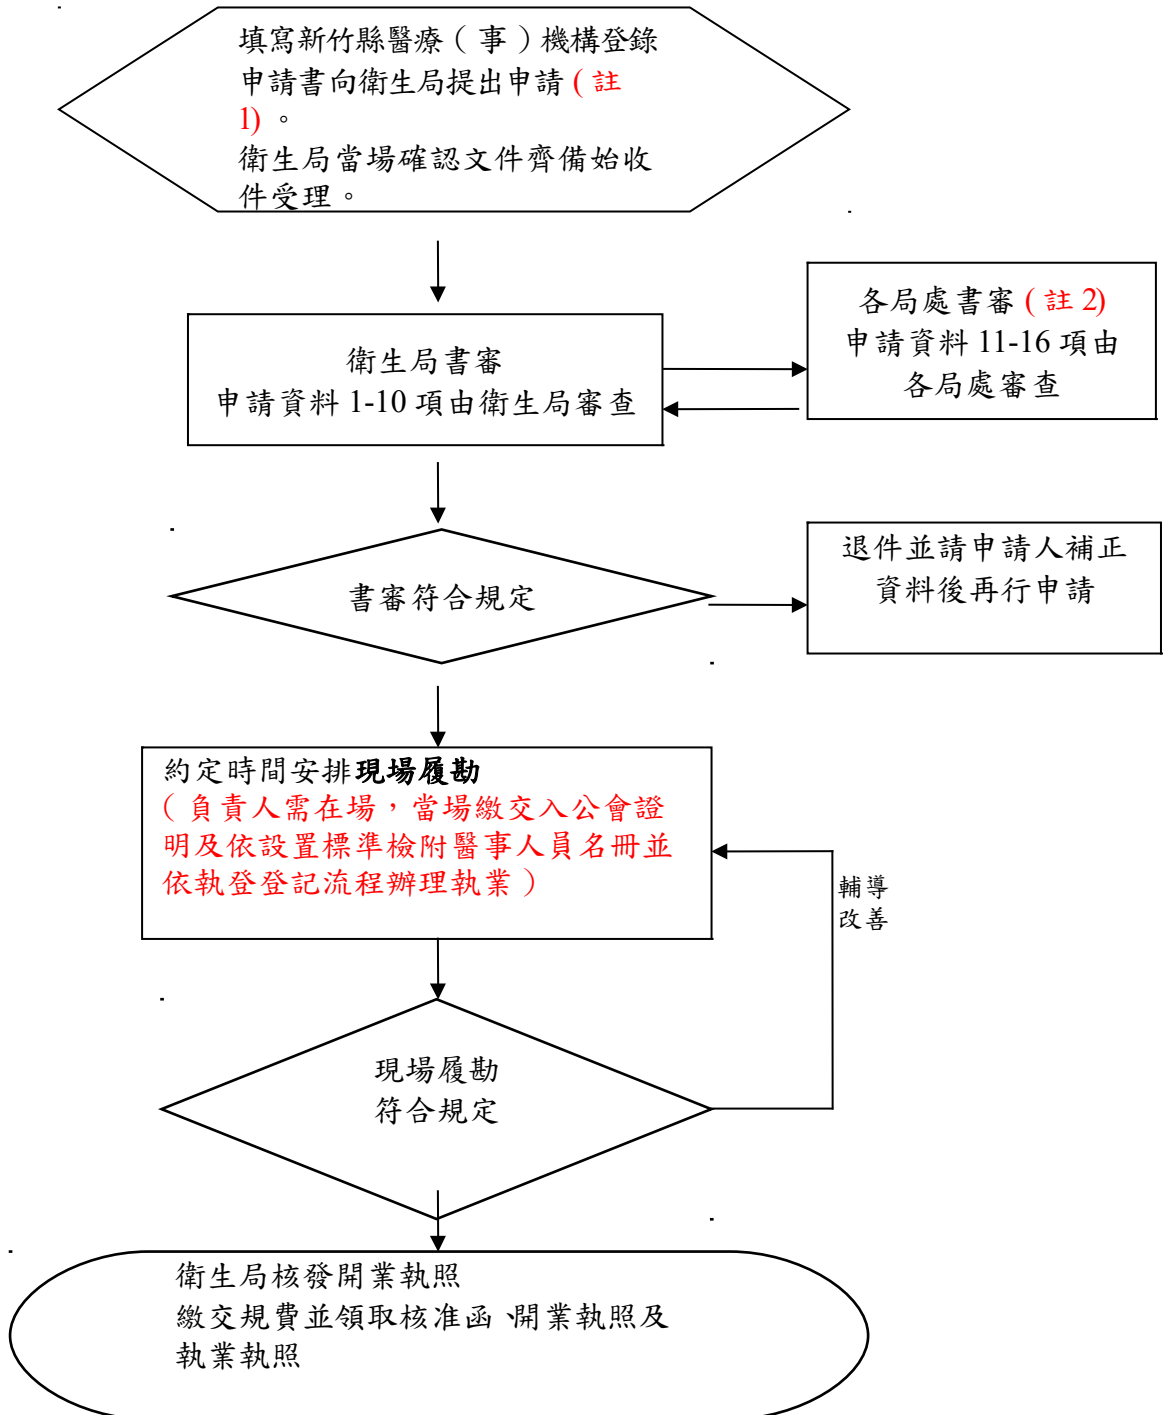 填寫新竹縣醫療（事）機構登錄
申請書向衛生局提出申請(註
1)。
衛生局當場確認文件齊備始收
件受理。
各局處書審(註 2)
申請資料 11-16 項由
各局處審查
衛生局書審
申請資料 1-10 項由衛生局審查
書審符合規定
退件並請申請人補正
資料後再行申請
約定時間安排現場履勘
（負責人需在場，當場繳交入公會證
明及依設置標準檢附醫事人員名冊並
依執登登記流程辦理執業）
輔導
改善
現場履勘
符合規定
衛生局核發開業執照
繳交規費並領取核准函、開業執照及
執業執照